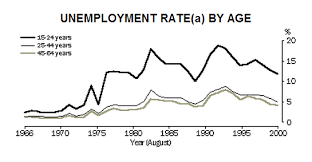 UNEMPLOYMENT RATE(a) BY AGE
%
15-24 years
25-44 years
45-64 years
20
15
10
5
0
1966 1970 1975 1980 1985 1990 1995 2000
Year (August)